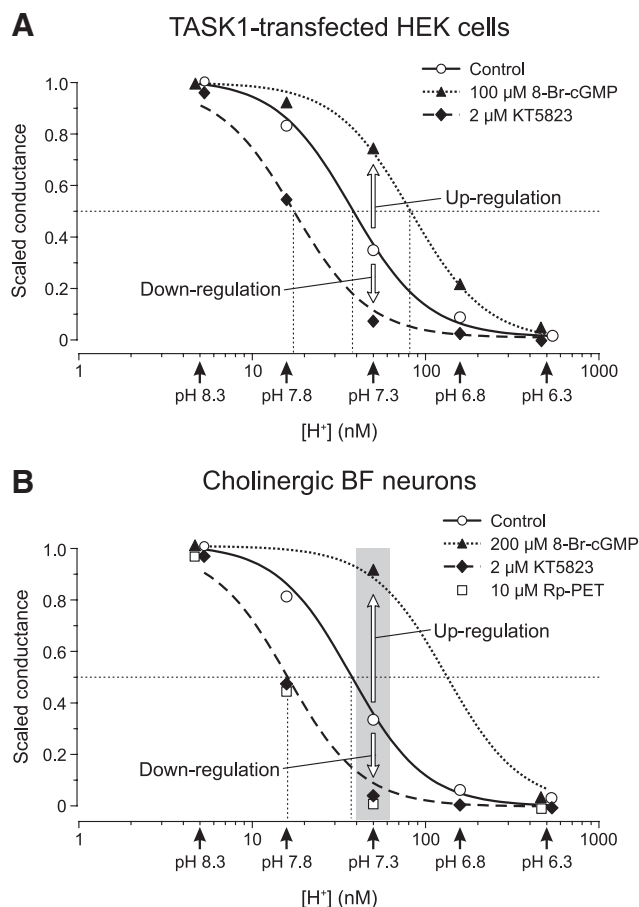 A TASK1-transfected HEK cells
Control
100 µM 8-Br-cGMP
2 µM KT5823
1.0
0.8
0.6
0.4
0.2
0
Scaled conductance
Up-regulation
Down-regulation
1 10 100 1000
pH 8.3 pH 7.8 pH 7.3 pH 6.8 pH 6.3
[H⁺] (nM)
B Cholinergic BF neurons
Control
200 µM 8-Br-cGMP
2 µM KT5823
10 µM Rp-PET
1.0
0.8
0.6
0.4
0.2
0
Scaled conductance
Up-regulation
Down-regulation
1 10 100 1000
pH 8.3 pH 7.8 pH 7.3 pH 6.8 pH 6.3
[H⁺] (nM)